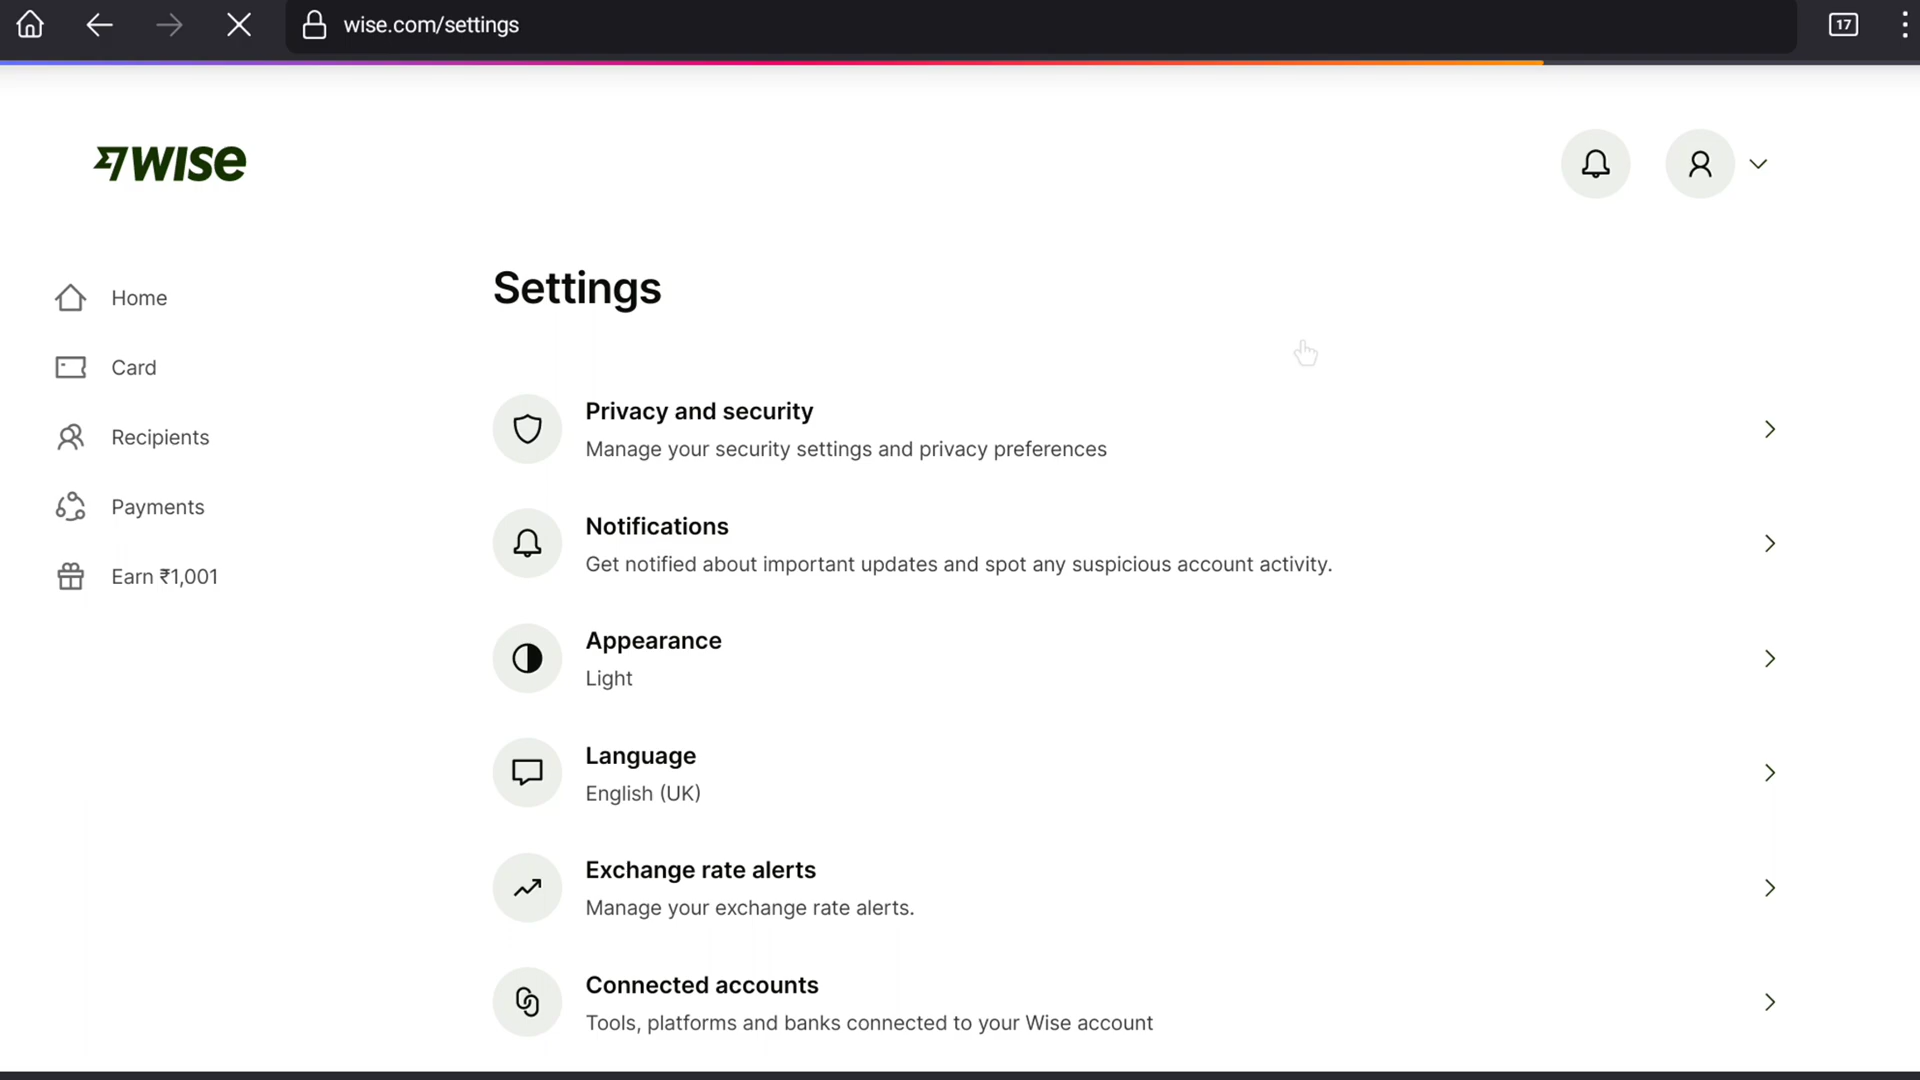 wise.com/settings
17
WISE
Settings
Home
Card
Recipients
Payments
Earn ₹1,001
Privacy and security
Manage your security settings and privacy preferences
Notifications
Get notified about important updates and spot any suspicious account activity.
Appearance
Light
Language
English (UK)
Exchange rate alerts
Manage your exchange rate alerts.
Connected accounts
Tools, platforms and banks connected to your Wise account